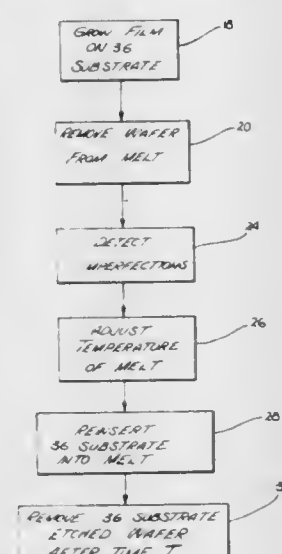 GROW FILM
ON 36
SUBSTRATE
18
REMOVE WAFER
FROM MELT
20
DETECT
IMPERFECTIONS
24
ADJUST
TEMPERATURE
OF MELT
26
REINSERT
36 SUBSTRATE
INTO MELT
28
REMOVE 36 SUBSTRATE
ETCHED WAFER
AFTER TIME T